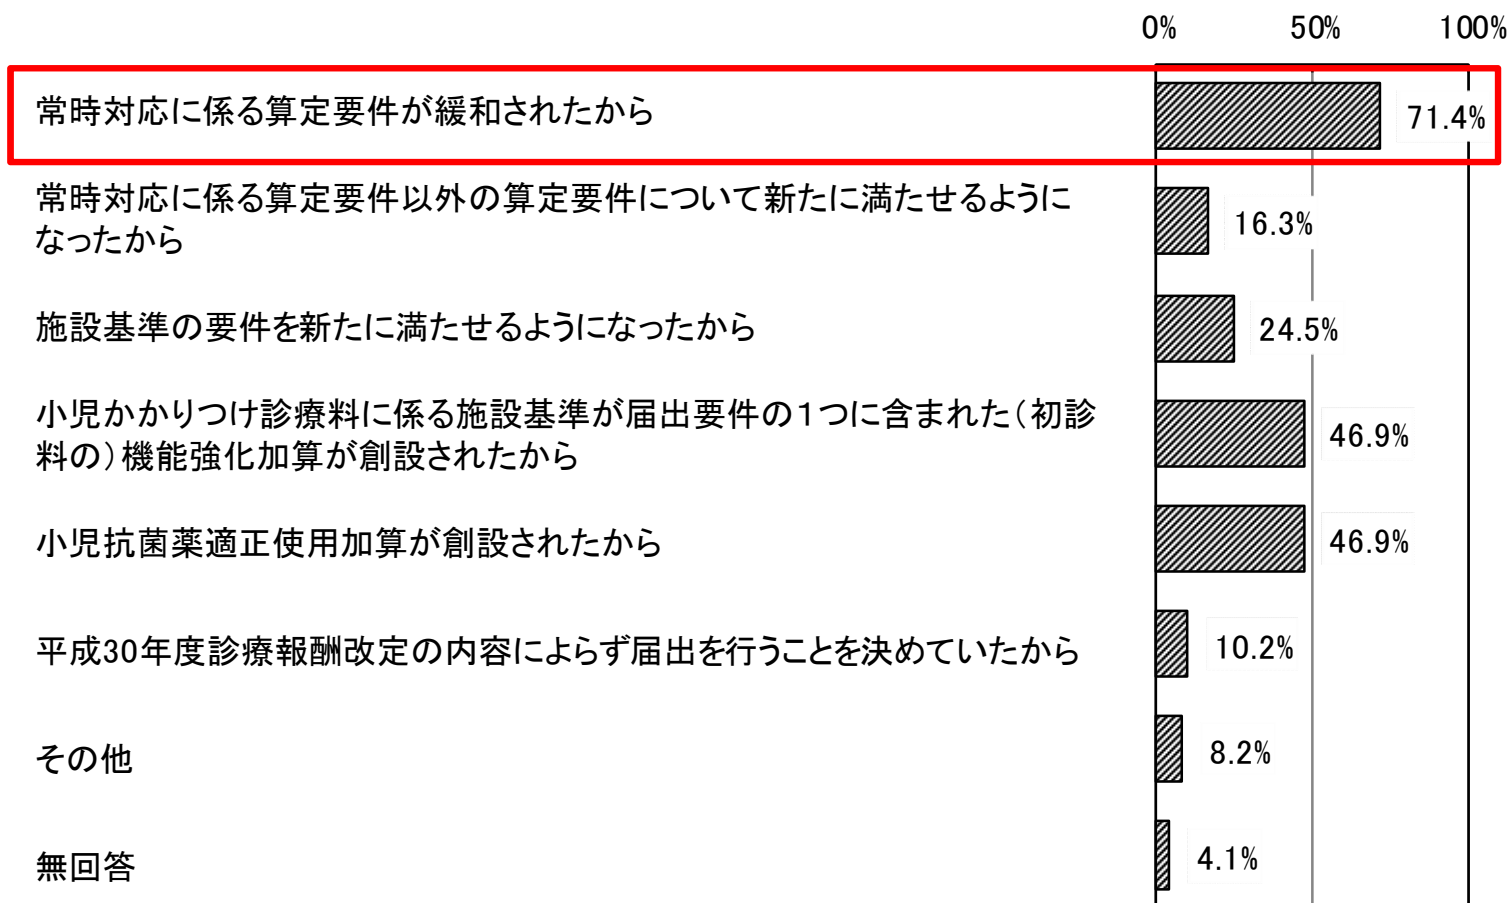 0% 50% 100%
常時対応に係る算定要件が緩和されたから 71.4%
常時対応に係る算定要件以外の算定要件について新たに満たせるように
なったから 16.3%
施設基準の要件を新たに満たせるようになったから 24.5%
小児かかりつけ診療料に係る施設基準が届出要件の1つに含まれた(初診
料の)機能強化加算が創設されたから 46.9%
小児抗菌薬適正使用加算が創設されたから 46.9%
平成30年度診療報酬改定の内容によらず届出を行うことを決めていたから 10.2%
その他 8.2%
無回答 4.1%